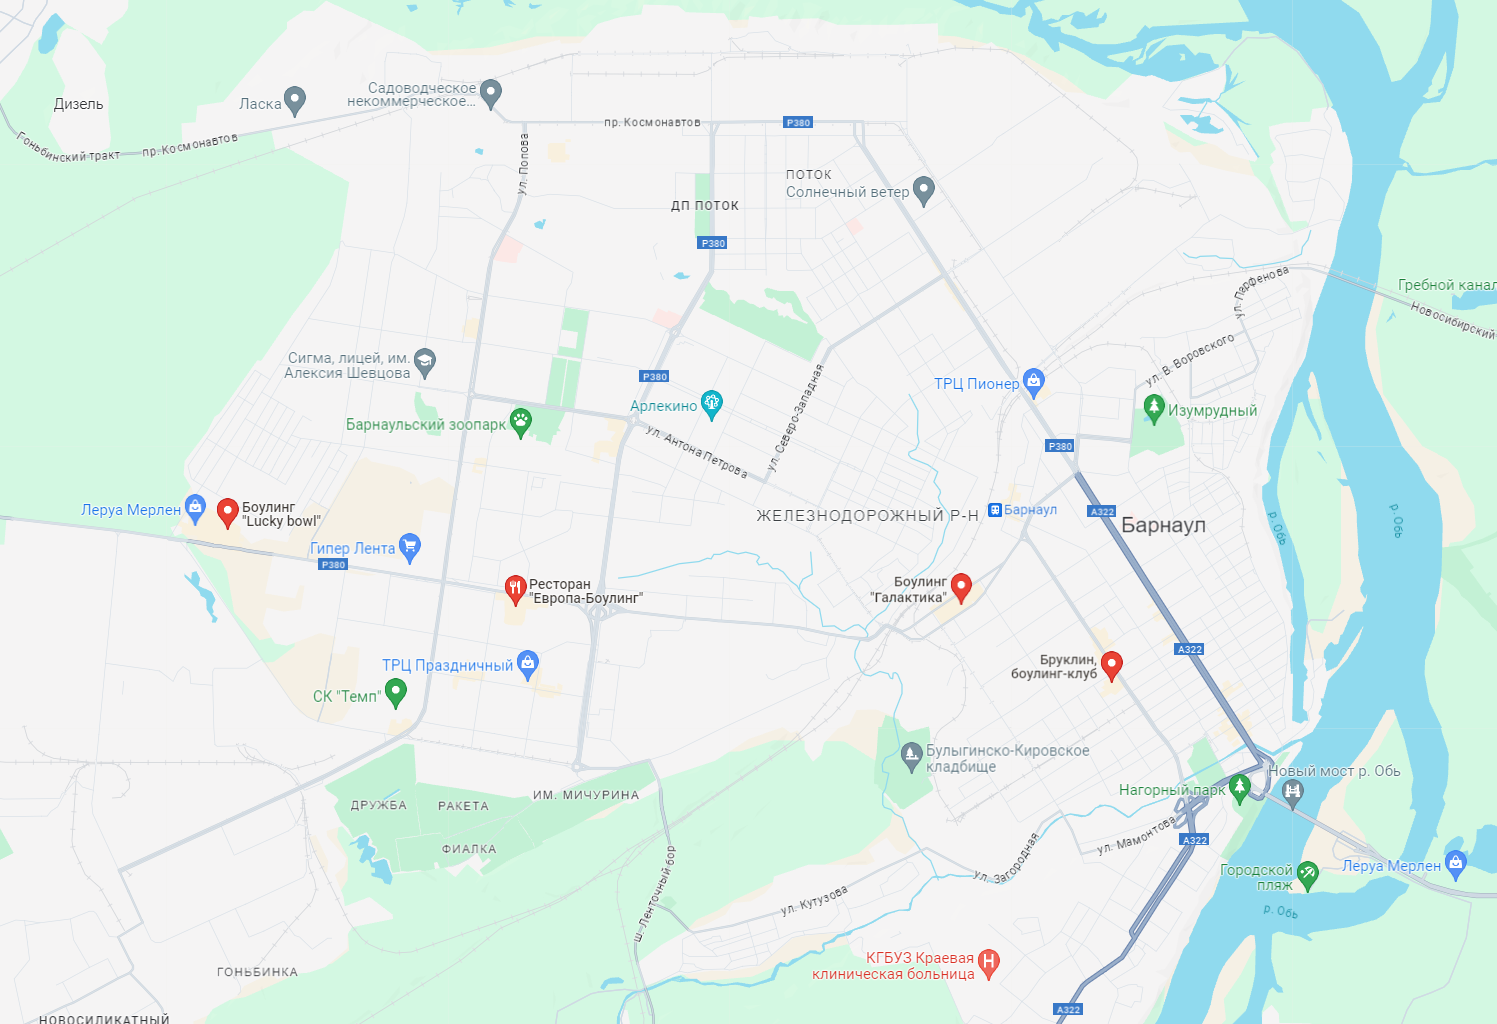 Дизель
Ласка
Садоводческое
некоммерческое...
Гоньбинский тракт
пр. Космонавтов
пр. Космонавтов
P380
ул. Попова
ПОТОК
Солнечный ветер
ДП ПОТОК
P380
ул. Парфенова
Гребной канал
Новосибирский
ул. В. Воровского
Сигма, лицей, им.
Алексия Шевцова
P380
ТРЦ Пионер
Арлекино
Барнаульский зоопарк
Изумрудный
ул. Антона Петрова
ул. Северо-Западная
P380
Леруа Мерлен
Боулинг
"Lucky bowl"
ЖЕЛЕЗНОДОРОЖНЫЙ Р-Н
Барнаул
A322
Барнаул
р. Обь
р. Обь
Гипер Лента
P380
Ресторан
"Европа-Боулинг"
Боулинг
"Галактика"
A322
ТРЦ Праздничный
Бруклин,
боулинг-клуб
СК "Темп"
Булыгинско-Кировское
кладбище
Новый мост р. Обь
Нагорный парк
ДРУЖБА
РАКЕТА
ИМ. МИЧУРИНА
ФИАЛКА
ул. Мамонтова
A322
ул. Загородная
Городской
пляж
Леруа Мерлен
ш. Ленточный бор
ул. Кутузова
р. Обь
КГБУЗ Краевая
клиническая больница
ГОНЬБИНКА
A322
НОВОСИЛИКАТНЫЙ